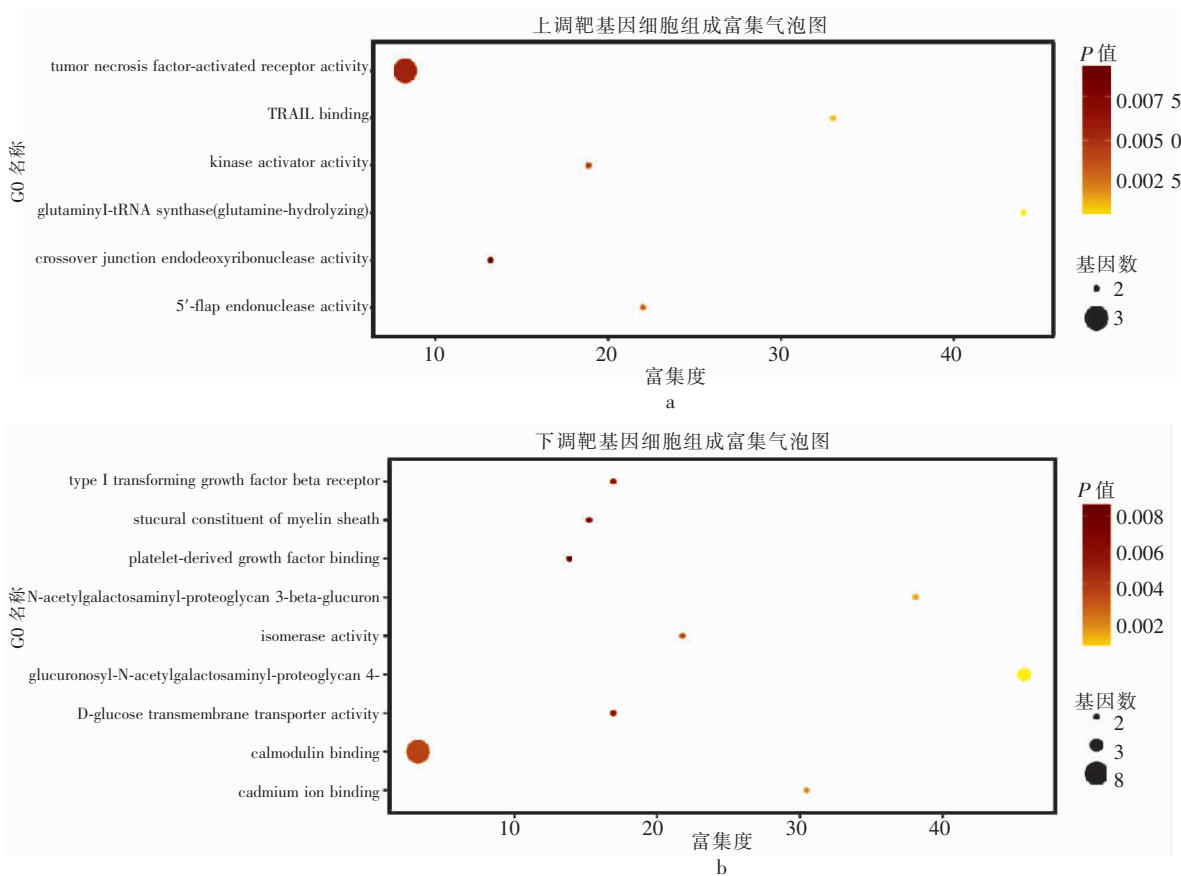 上调靶基因细胞组成富集气泡图
GO 名称
tumor necrosis factor-activated receptor activity
TRAIL binding
kinase activator activity
glutaminyI-tRNA synthase(glutamine-hydrolyzing)
crossover junction endodeoxyribonuclease activity
5′-flap endonuclease activity
10 20 30 40
富集度
P 值
0.007 5
0.005 0
0.002 5
基因数
2
3
a
下调靶基因细胞组成富集气泡图
GO 名称
type I transforming growth factor beta receptor
stucural constituent of myelin sheath
platelet-derived growth factor binding
N-acetylgalactosaminyl-proteoglycan 3-beta-glucuron
isomerase activity
glucuronosyl-N-acetylgalactosaminyl-proteoglycan 4-
D-glucose transmembrane transporter activity
calmodulin binding
cadmium ion binding
10 20 30 40
富集度
P 值
0.008
0.006
0.004
0.002
基因数
2
3
8
b